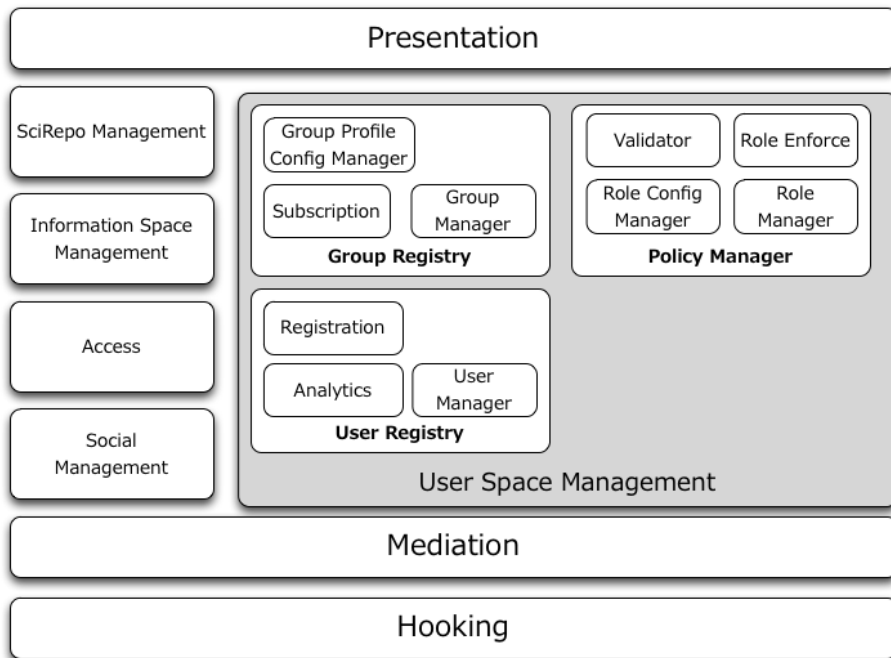 Presentation
SciRepo Management
Information Space
Management
Access
Social
Management
Group Profile
Config Manager
Subscription
Group
Manager
Group Registry
Validator
Role Enforce
Role Config
Manager
Role
Manager
Policy Manager
Registration
Analytics
User
Manager
User Registry
User Space Management
Mediation
Hooking